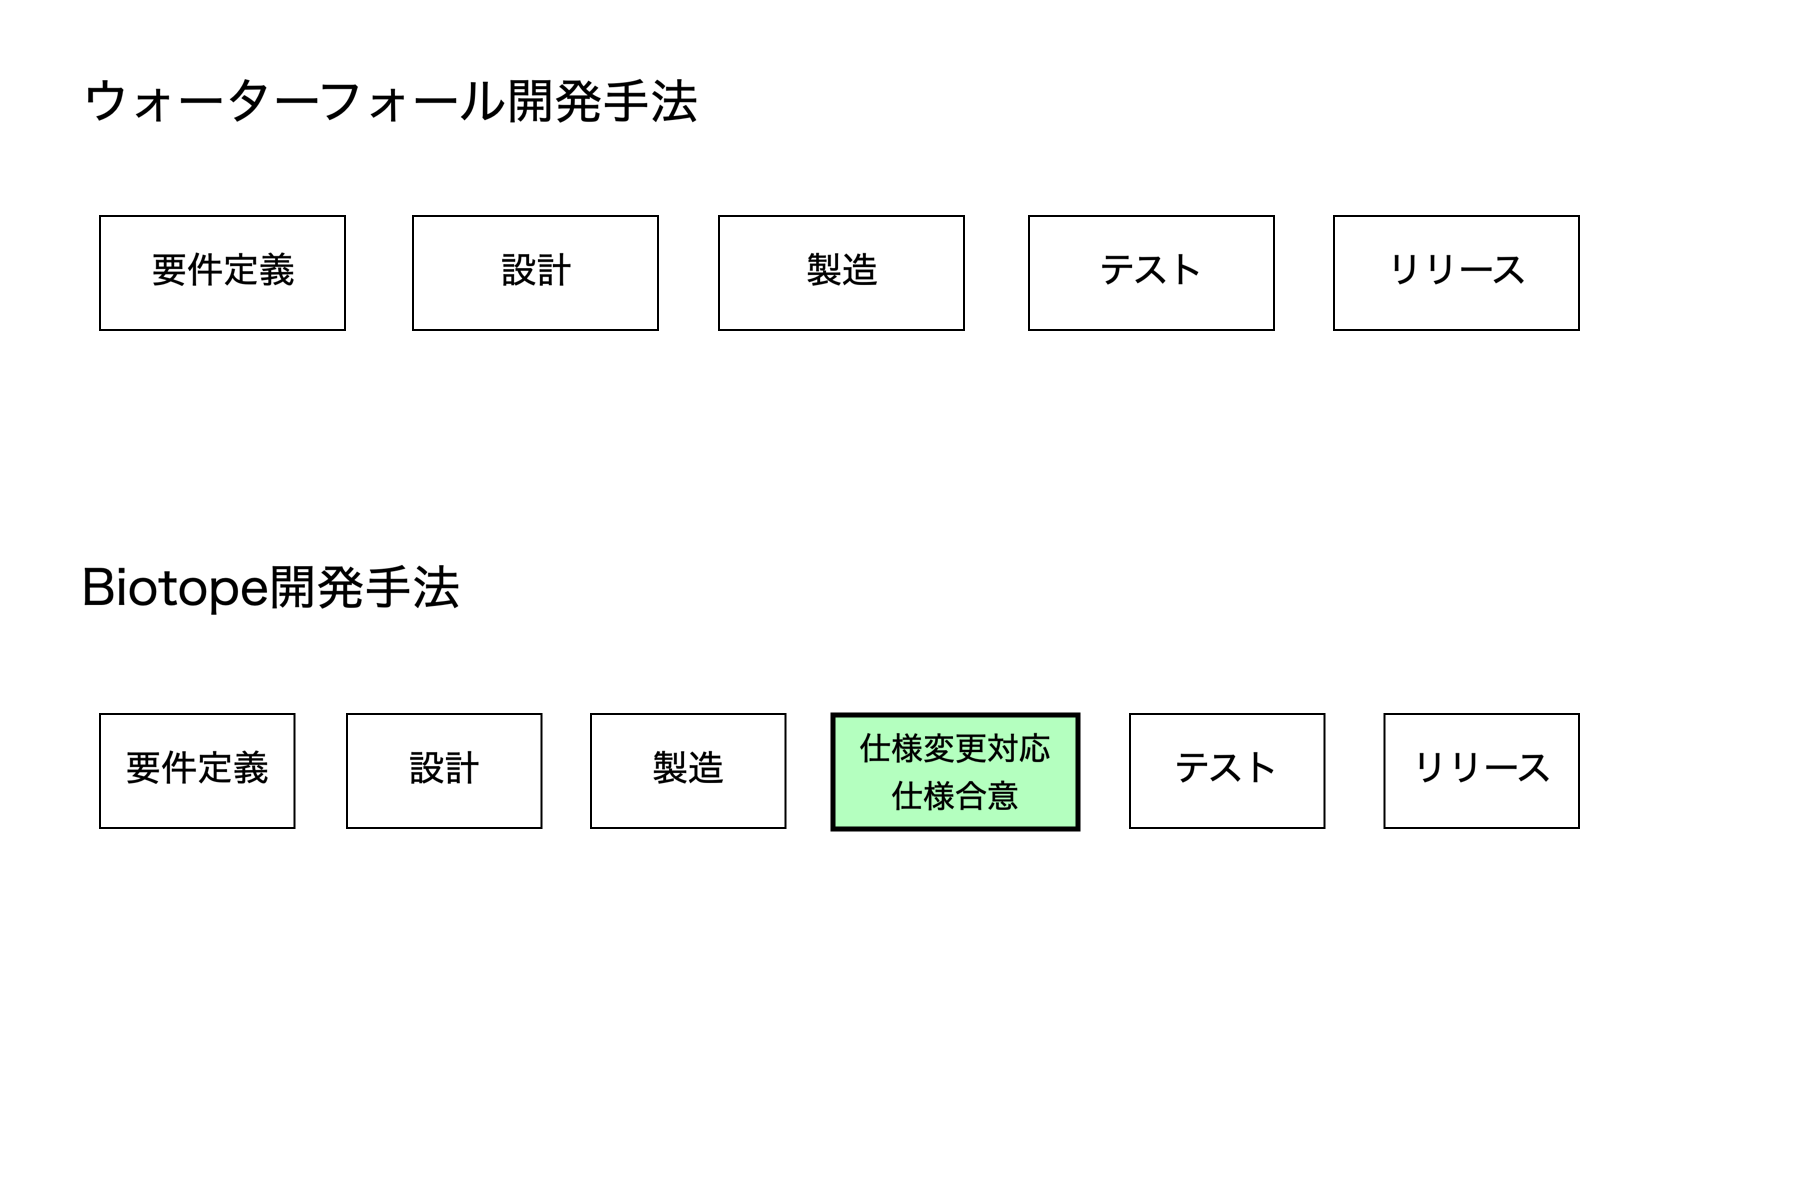 ウォーターフォール開発手法
要件定義
設計
製造
テスト
リリース
Biotope開発手法
要件定義
設計
製造
仕様変更対応
仕様合意
テスト
リリース